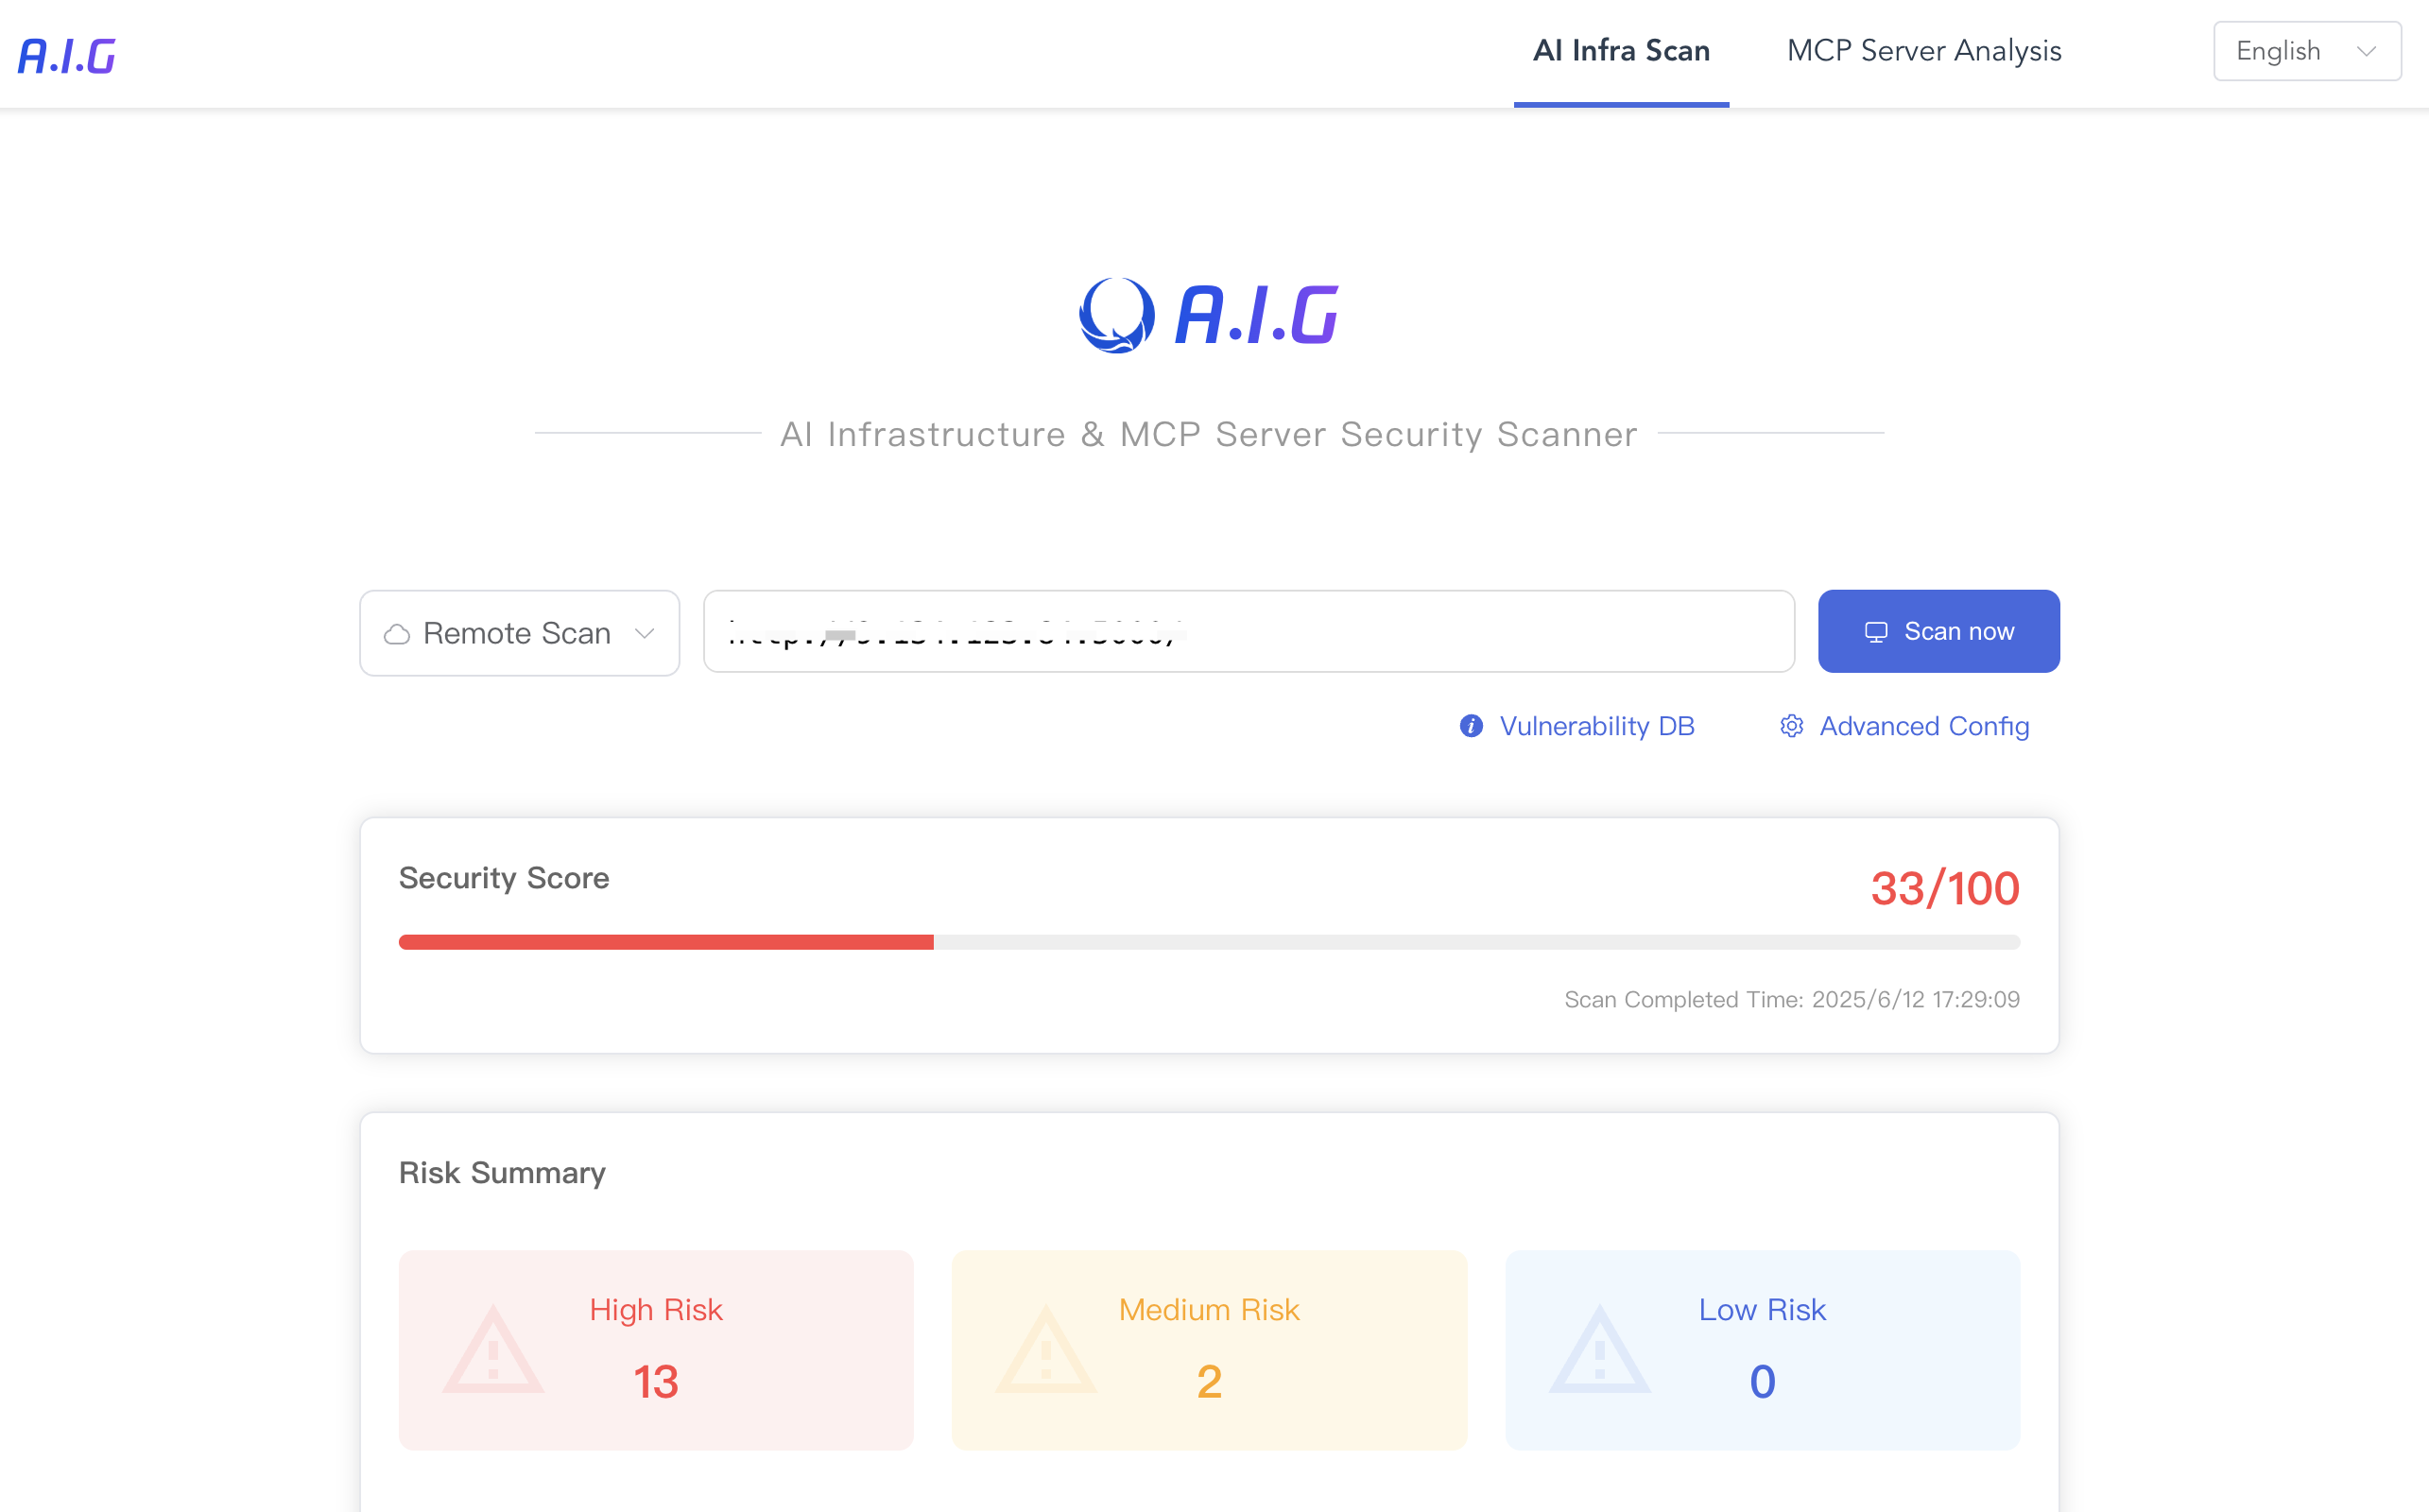 A.I.G
AI Infra Scan
MCP Server Analysis
English
A.I.G
AI Infrastructure & MCP Server Security Scanner
Remote Scan
Scan now
Vulnerability DB
Advanced Config
Security Score
33/100
Scan Completed Time: 2025/6/12 17:29:09
Risk Summary
High Risk
13
Medium Risk
2
Low Risk
0